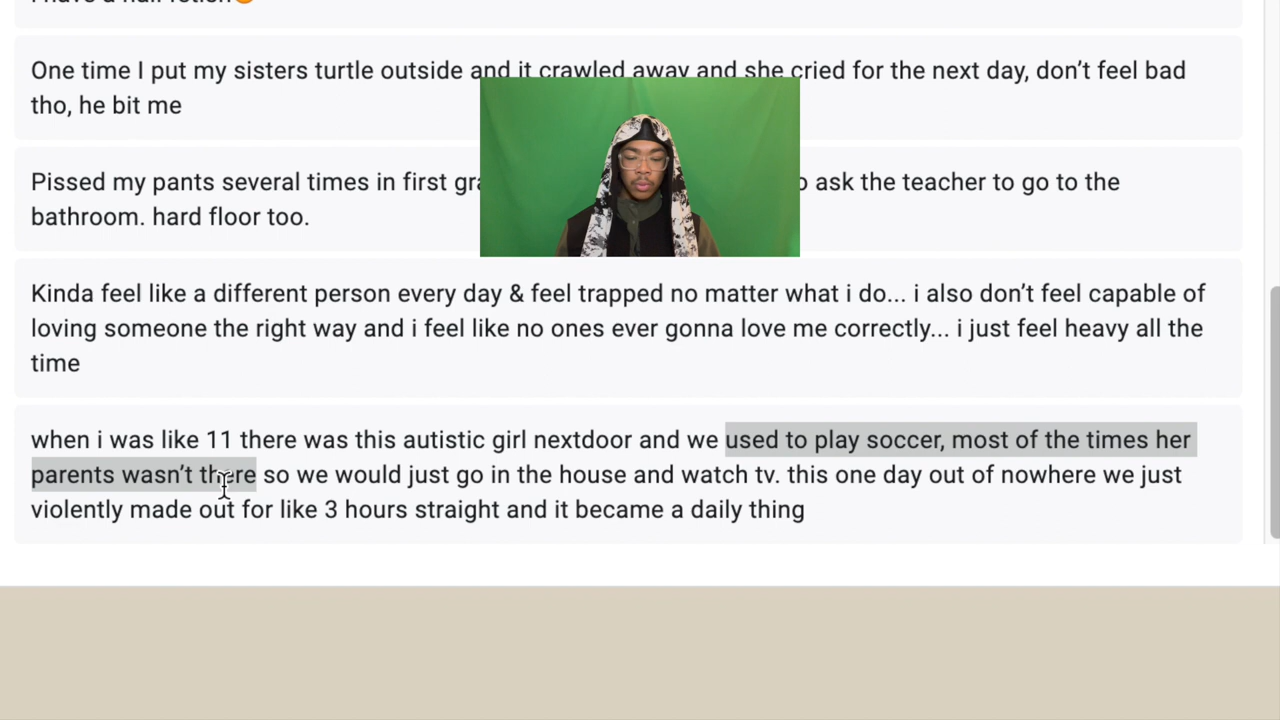 One time I put my sisters turtle outside and it crawled away and she cried for the next day, don’t feel bad
tho, he bit me
Pissed my pants several times in first ask the teacher to go to the
bathroom. hard floor too.
Kinda feel like a different person every day & feel trapped no matter what i do... i also don’t feel capable of
loving someone the right way and i feel like no ones ever gonna love me correctly... i just feel heavy all the
time
when i was like 11 there was this autistic girl nextdoor and we used to play soccer, most of the times her
parents wasn’t there so we would just go in the house and watch tv. this one day out of nowhere we just
violently made out for like 3 hours straight and it became a daily thing